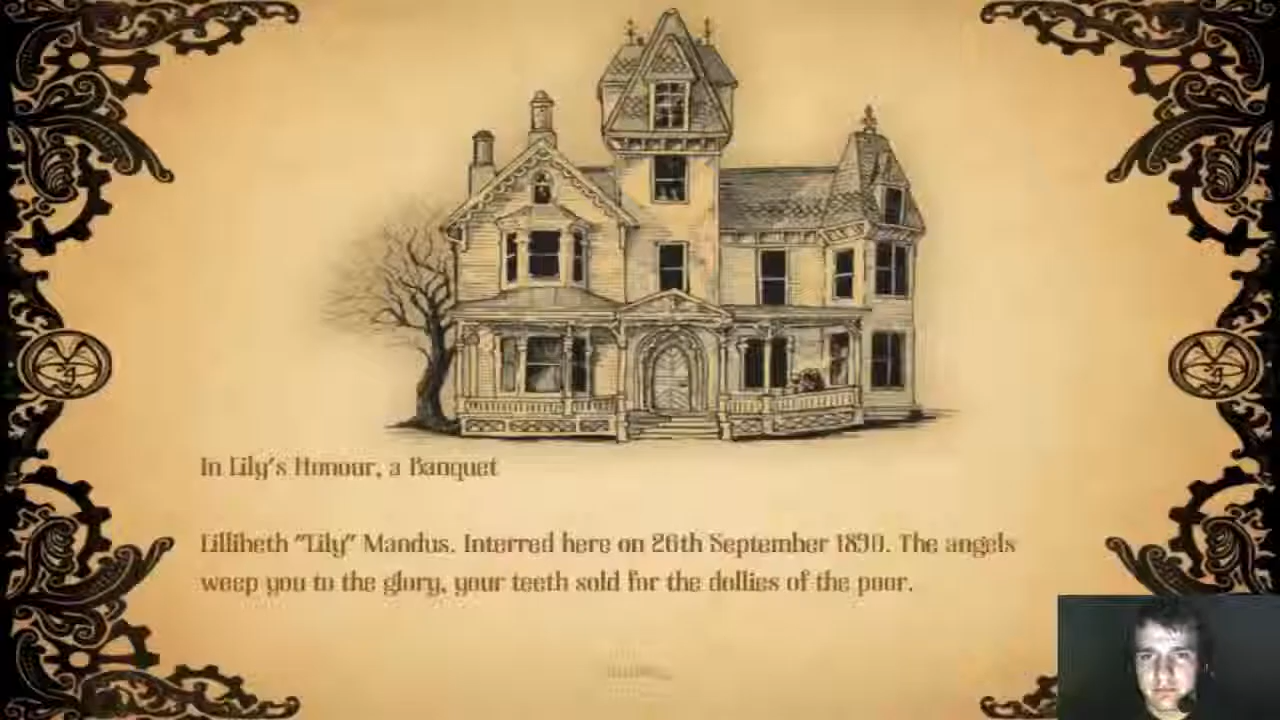 In Lily's Honour, a Banquet
Lillibeth "Lily" Mandus. Interred here on 26th September 1890. The angels
weep you to the glory, your teeth sold for the dollies of the poor.